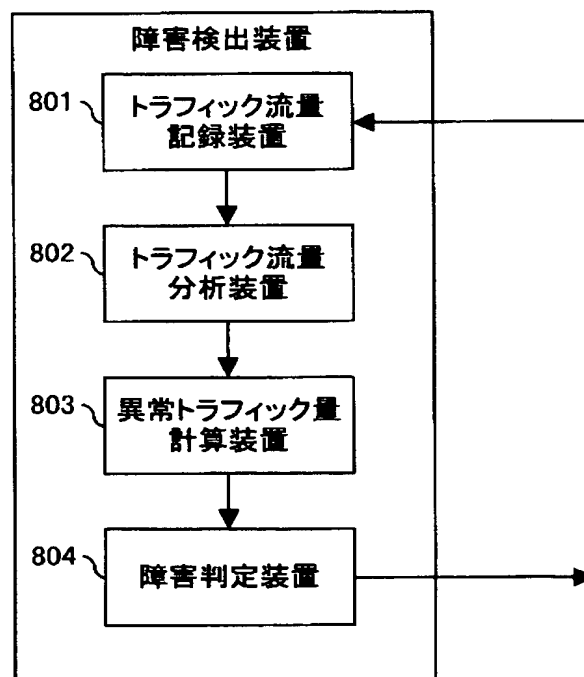 障害検出装置
801
トラフィック流量
記録装置
802
トラフィック流量
分析装置
803
異常トラフィック量
計算装置
804
障害判定装置